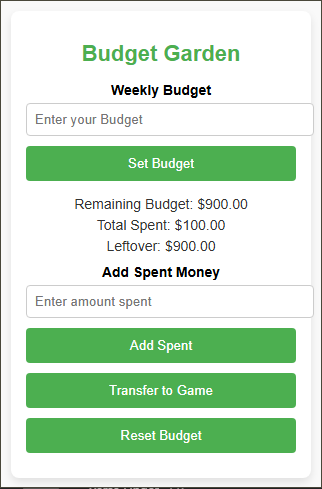 Budget Garden
Weekly Budget
Enter your Budget
Set Budget
Remaining Budget: $900.00
Total Spent: $100.00
Leftover: $900.00
Add Spent Money
Enter amount spent
Add Spent
Transfer to Game
Reset Budget